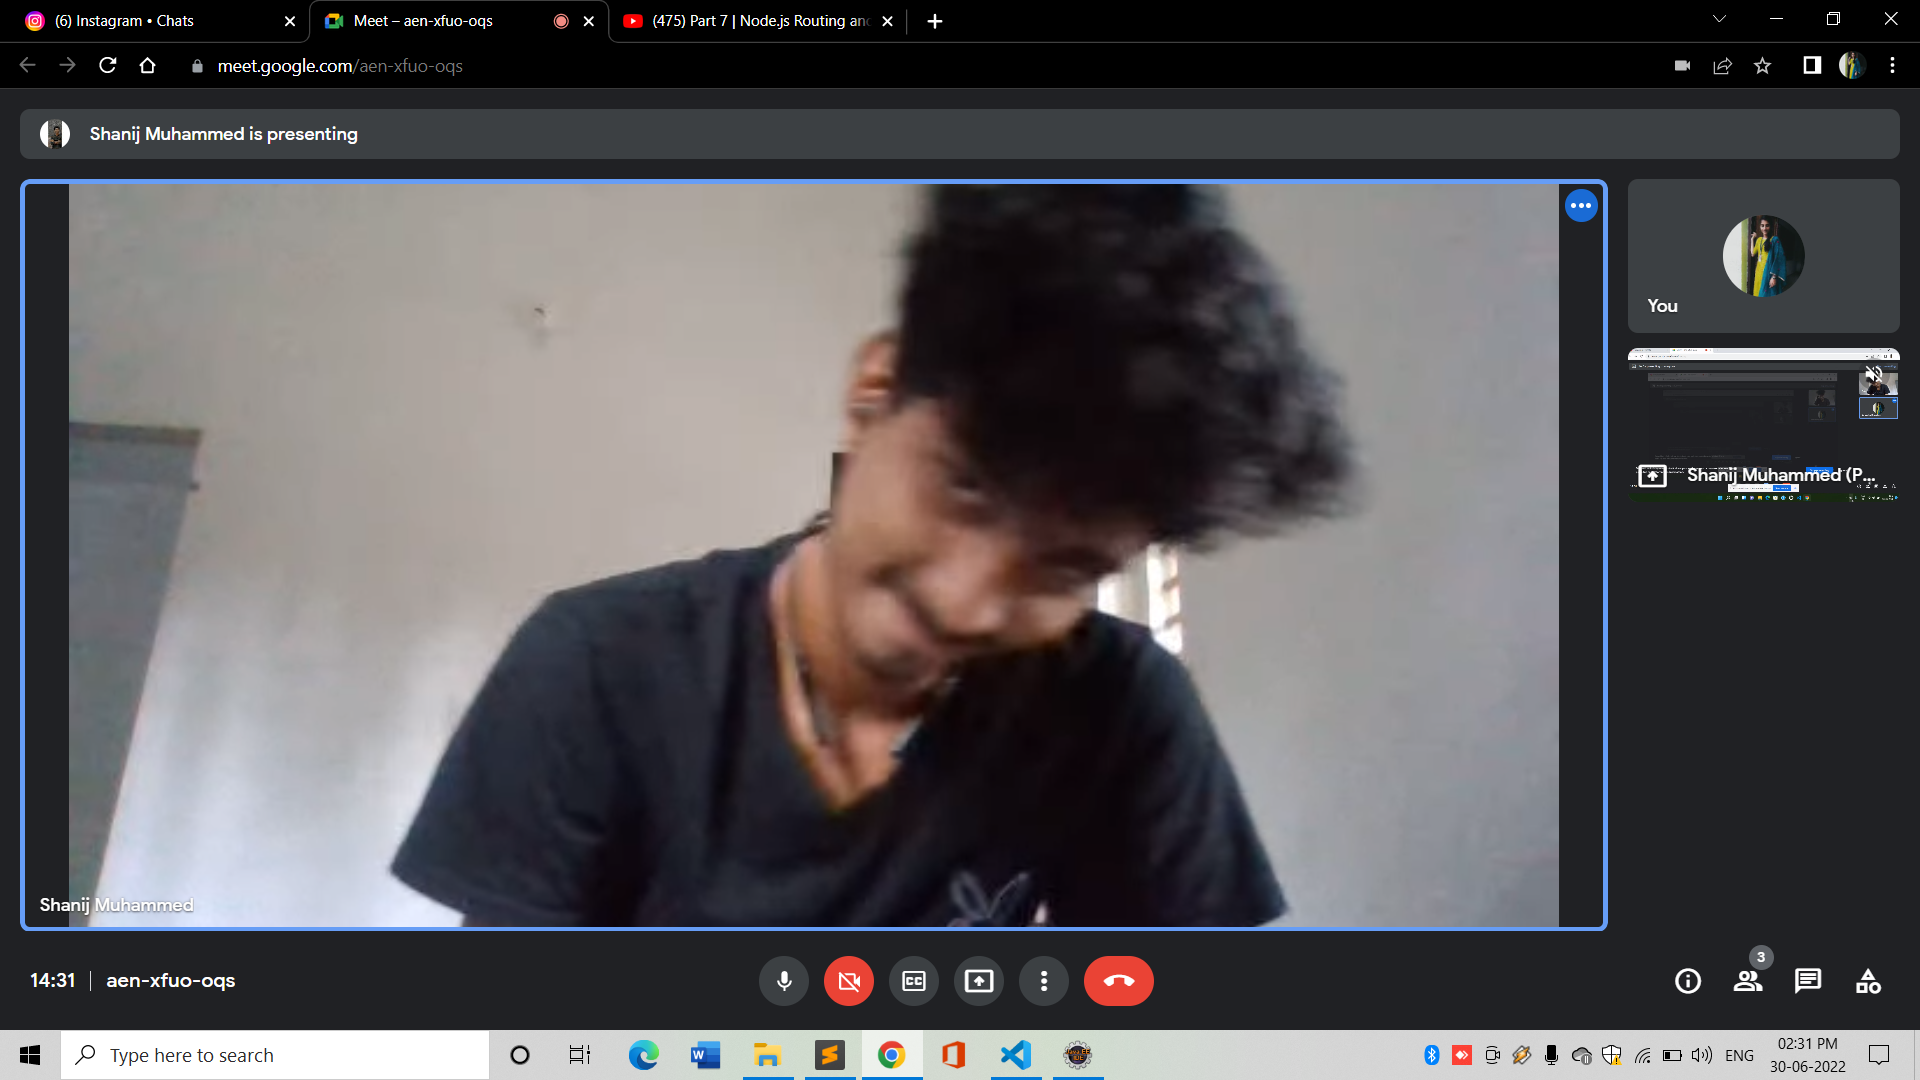 (6) Instagram • Chats
Meet – aen-xfuo-oqs
(475) Part 7 | Node.js Routing an
meet.google.com/aen-xfuo-oqs
Shanij Muhammed is presenting
You
Shanij Muhammed (P...
Shanij Muhammed
14:31 | aen-xfuo-oqs
CC
3
Type here to search
ENG
02:31 PM
30-06-2022